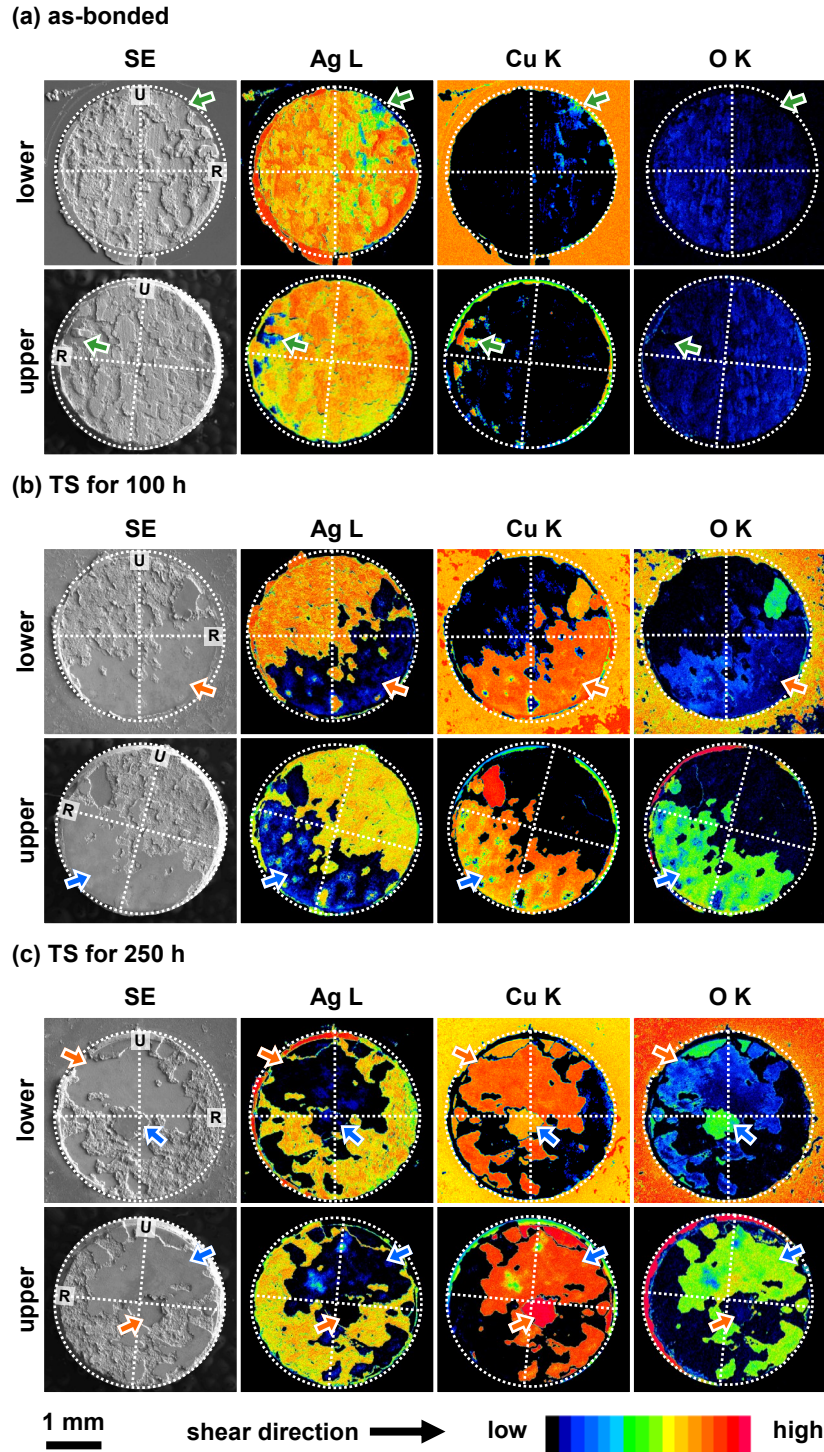 (a) as-bonded
SE Ag L Cu K O K
lower
U
R
upper
U
R
(b) TS for 100 h
SE Ag L Cu K O K
lower
U
R
upper
U
R
(c) TS for 250 h
SE Ag L Cu K O K
lower
U
R
upper
U
R
1 mm shear direction low high